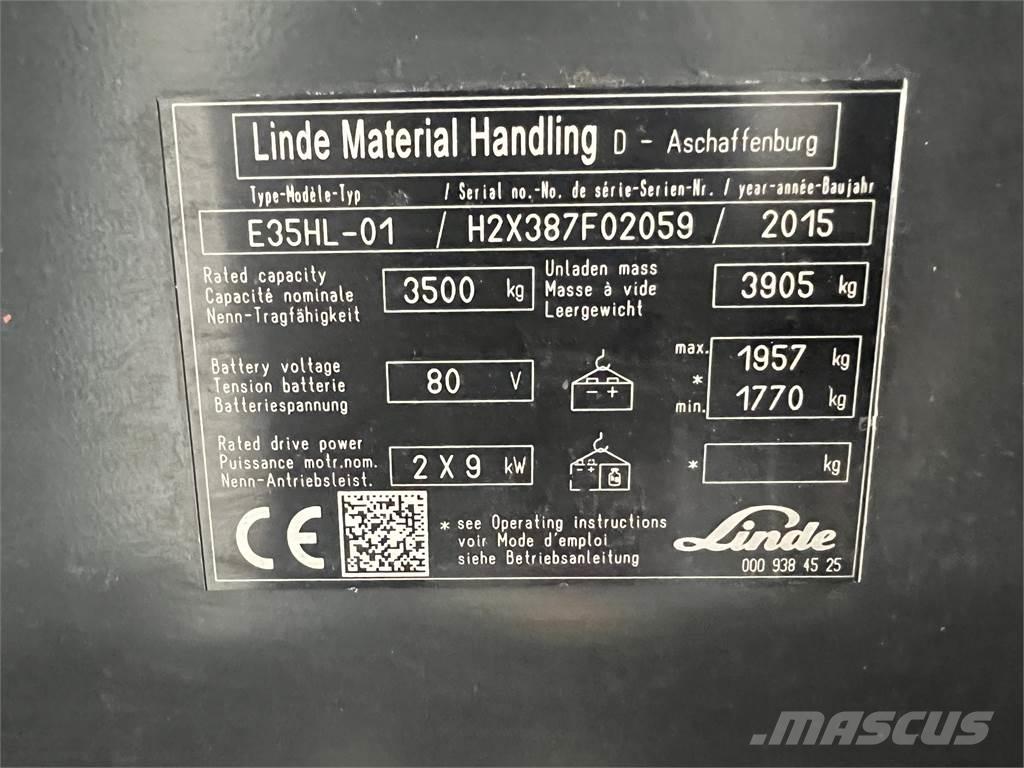 Linde Material Handling D - Aschaffenburg
Type-Modèle-Typ / Serial no.-No. de série-Serien-Nr. / year-année-Baujahr
E35HL-01 / H2X387F02059 / 2015
Rated capacity
Capacité nominale
Nenn-Tragfähigkeit
3500 kg
Unladen mass
Masse à vide
Leergewicht
3905 kg
Battery voltage
Tension batterie
Batteriespannung
80 V
- +
max. 1957 kg
*
min. 1770 kg
Rated drive power
Puissance motr.nom.
Nenn-Antriebsleist.
2 X 9 kW
- + kg
* kg
CE
* see Operating instructions
voir Mode d'emploi
siehe Betriebsanleitung
Linde
000 938 45 25
MASCUS